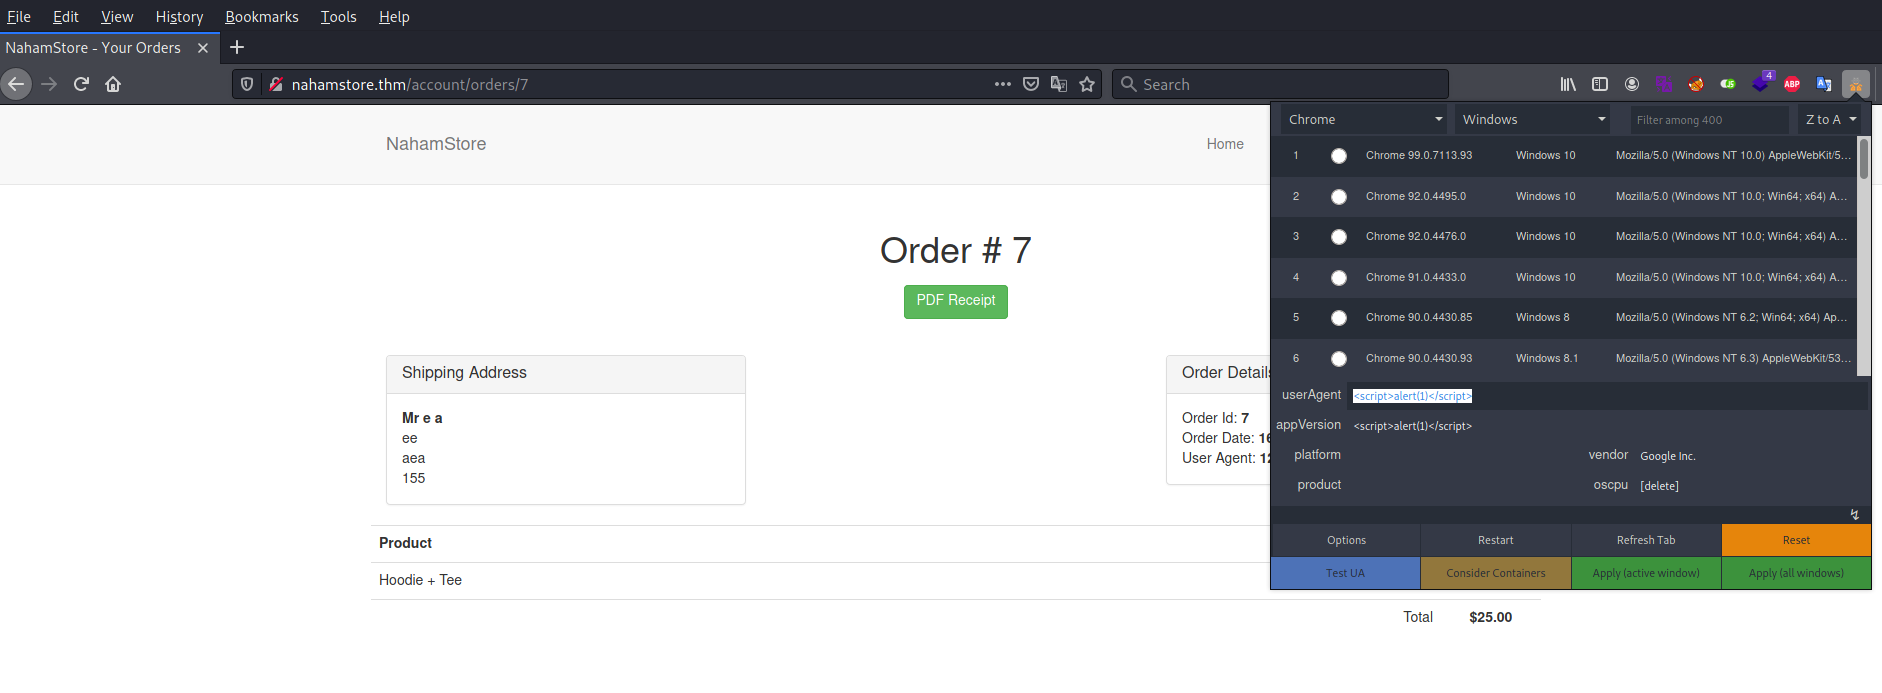 File Edit View History Bookmarks Tools Help
NahamStore - Your Orders
nahamstore.thm/account/orders/7
Search
4
ABP
NahamStore
Home
Order # 7
PDF Receipt
Shipping Address
Mr e a
ee
aea
155
Order Details
Order Id: 7
Order Date: 16
User Agent: 12
Product
Hoodie + Tee
Total $25.00
Chrome Windows Filter among 400 Z to A
1 Chrome 99.0.7113.93 Windows 10 Mozilla/5.0 (Windows NT 10.0) AppleWebKit/5...
2 Chrome 92.0.4495.0 Windows 10 Mozilla/5.0 (Windows NT 10.0; Win64; x64) A...
3 Chrome 92.0.4476.0 Windows 10 Mozilla/5.0 (Windows NT 10.0; Win64; x64) A...
4 Chrome 91.0.4433.0 Windows 10 Mozilla/5.0 (Windows NT 10.0; Win64; x64) A...
5 Chrome 90.0.4430.85 Windows 8 Mozilla/5.0 (Windows NT 6.2; Win64; x64) Ap...
6 Chrome 90.0.4430.93 Windows 8.1 Mozilla/5.0 (Windows NT 6.3) AppleWebKit/53...
userAgent <script>alert(1)</script>
appVersion <script>alert(1)</script>
platform vendor Google Inc.
product oscpu [delete]
Options Restart Refresh Tab Reset
Test UA Consider Containers Apply (active window) Apply (all windows)